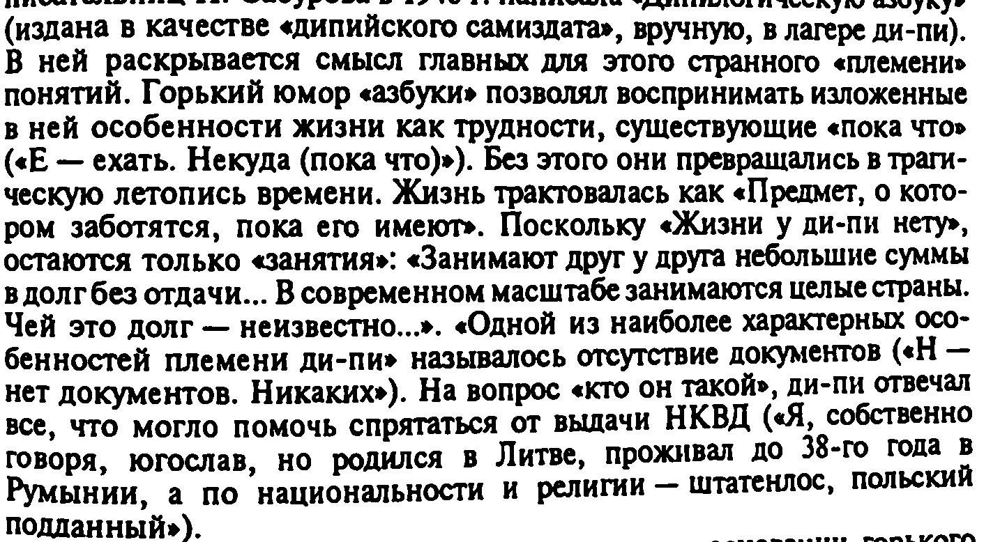 писательниц И. Сабурова в 1946 г. написала «Дипилогическую азбуку»
(издана в качестве «дипийского самиздата», вручную, в лагере ди-пи).
В ней раскрывается смысл главных для этого странного «племени»
понятий. Горький юмор «азбуки» позволял воспринимать изложенные
в ней особенности жизни как трудности, существующие «пока что»
(«Е — ехать. Некуда (пока что)»). Без этого они превращались в траги-
ческую летопись времени. Жизнь трактовалась как «Предмет, о кото-
ром заботятся, пока его имеют». Поскольку «Жизни у ди-пи нету»,
остаются только «занятия»: «Занимают друг у друга небольшие суммы
в долг без отдачи... В современном масштабе занимаются целые страны.
Чей это долг — неизвестно...». «Одной из наиболее характерных осо-
бенностей племени ди-пи» называлось отсутствие документов («Н —
нет документов. Никаких»). На вопрос «кто он такой», ди-пи отвечал
все, что могло помочь спрятаться от выдачи НКВД («Я, собственно
говоря, югослав, но родился в Литве, проживал до 38-го года в
Румынии, а по национальности и религии — штатенлос, польский
подданный»).
горького